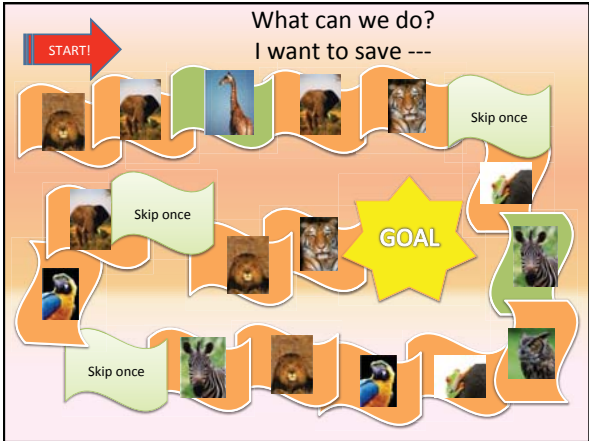 What can we do?
START!
I want to save ---
Skip once
Skip once
GOAL
Skip once